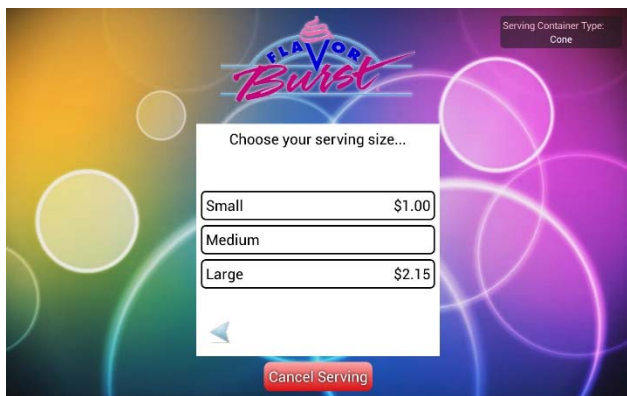 Serving Container Type:
Cone
FLAVOR
Burst
Choose your serving size...
Small $1.00
Medium
Large $2.15
Cancel Serving